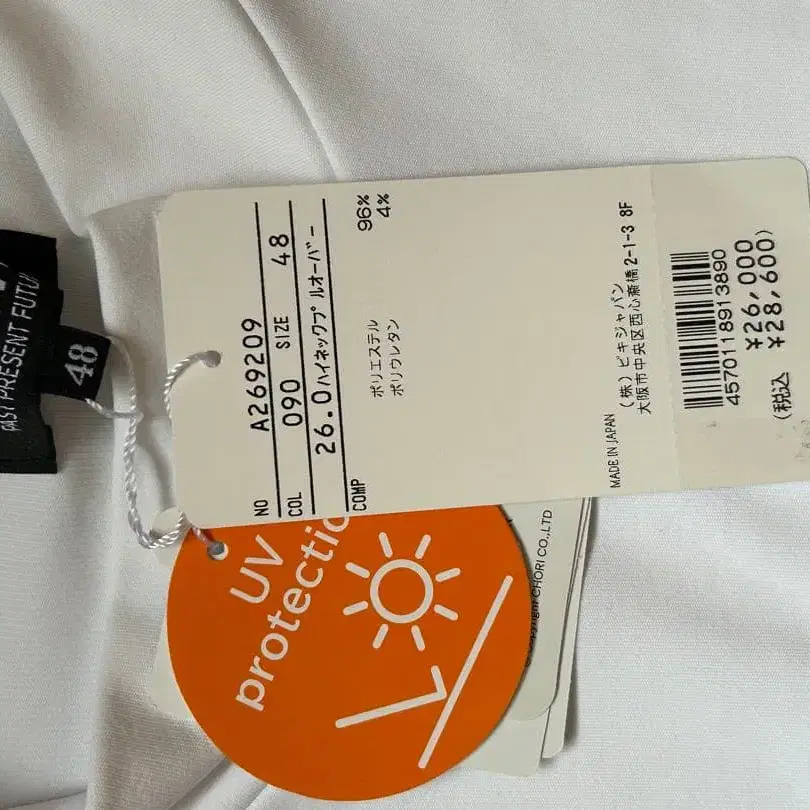 PAST PRESENT FUTU
48
NO A269209
COL 090 SIZE 48
26.0ハイネックプルオーバー
COMP
ポリエステル 96%
ポリウレタン 4%
MADE IN JAPAN
(株)ピキジャパン
大阪市中央区西心斎橋2-1-3 8F
4570118913890
¥26,000
(税込 ¥28,600)
UV
protectio
© Copyright CHORI CO.,LTD